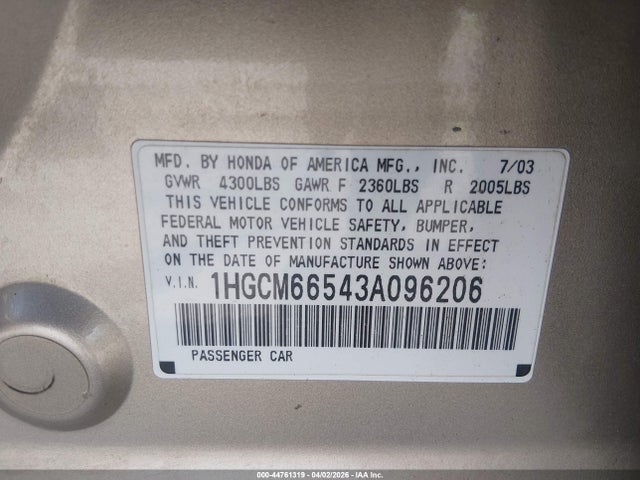 MFD. BY HONDA OF AMERICA MFG., INC. 7/03
GVWR 4300LBS GAWR F 2360LBS R 2005LBS
THIS VEHICLE CONFORMS TO ALL APPLICABLE
FEDERAL MOTOR VEHICLE SAFETY, BUMPER,
AND THEFT PREVENTION STANDARDS IN EFFECT
ON THE DATE OF MANUFACTURE SHOWN ABOVE:
V.I.N. 1HGCM66543A096206
PASSENGER CAR
000-44761319 | 04/02/2026 | IAA Inc.